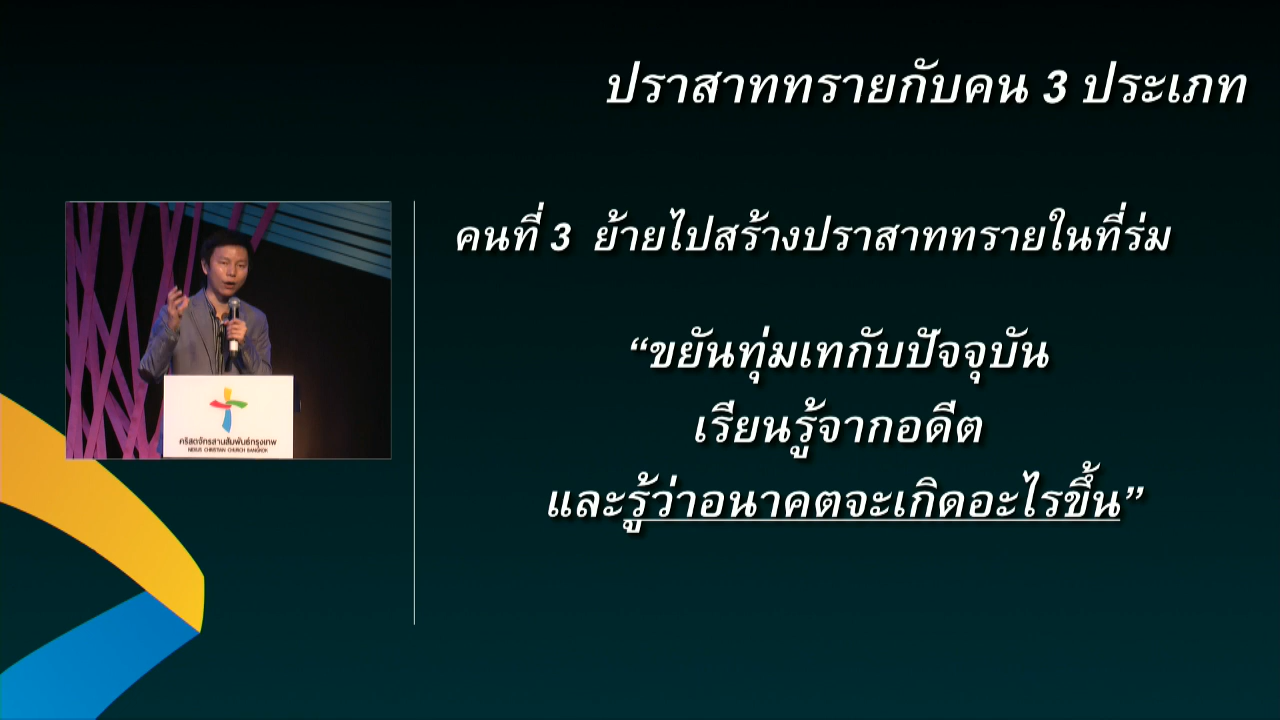 ปราสาททรายกับคน 3 ประเภท
คนที่ 3 ย้ายไปสร้างปราสาททรายในที่ร่ม
“ขยันทุ่มเทกับปัจจุบัน
เรียนรู้จากอดีต
และรู้ว่าอนาคตจะเกิดอะไรขึ้น”
คริสตจักรสานสัมพันธ์กรุงเทพ
NEXUS CHRISTIAN CHURCH BANGKOK